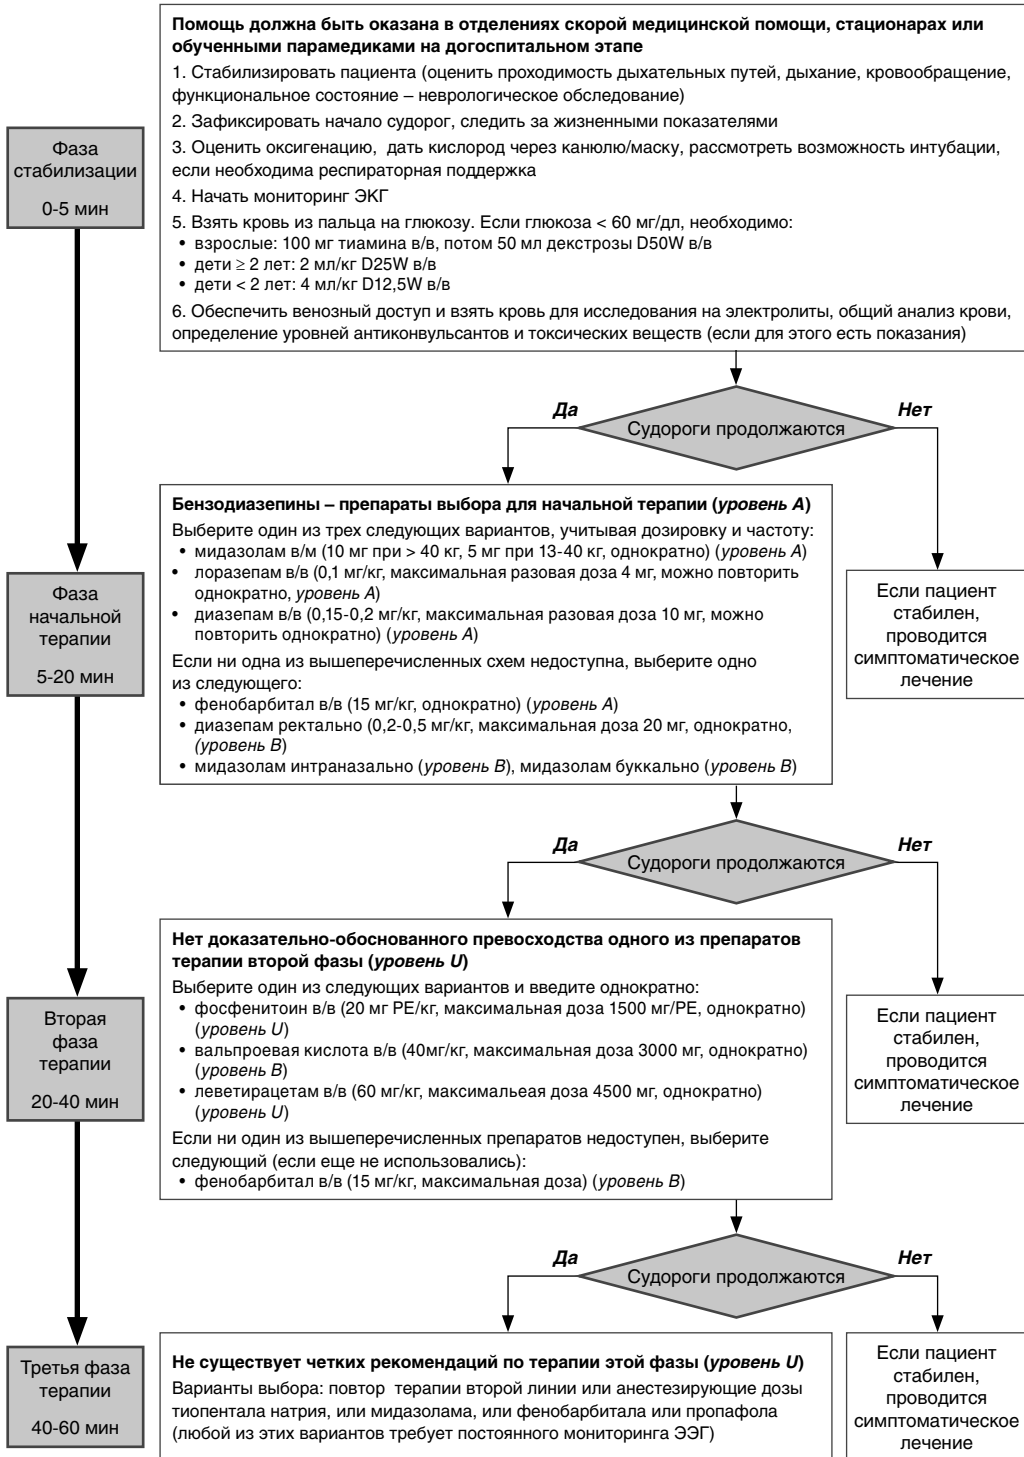 Помощь должна быть оказана в отделениях скорой медицинской помощи, стационарах или
обученными парамедиками на догоспитальном этапе
1. Стабилизировать пациента (оценить проходимость дыхательных путей, дыхание, кровообращение,
функциональное состояние – неврологическое обследование)
2. Зафиксировать начало судорог, следить за жизненными показателями
3. Оценить оксигенацию, дать кислород через канюлю/маску, рассмотреть возможность интубации,
если необходима респираторная поддержка
4. Начать мониторинг ЭКГ
5. Взять кровь из пальца на глюкозу. Если глюкоза < 60 мг/дл, необходимо:
• взрослые: 100 мг тиамина в/в, потом 50 мл декстрозы D50W в/в
• дети ≥ 2 лет: 2 мл/кг D25W в/в
• дети < 2 лет: 4 мл/кг D12,5W в/в
6. Обеспечить венозный доступ и взять кровь для исследования на электролиты, общий анализ крови,
определение уровней антиконвульсантов и токсических веществ (если для этого есть показания)
Фаза
стабилизации
0-5 мин
Да
Судороги продолжаются
Нет
Бензодиазепины – препараты выбора для начальной терапии (уровень А)
Выберите один из трех следующих вариантов, учитывая дозировку и частоту:
• мидазолам в/м (10 мг при > 40 кг, 5 мг при 13-40 кг, однократно) (уровень А)
• лоразепам в/в (0,1 мг/кг, максимальная разовая доза 4 мг, можно повторить
однократно, уровень А)
• диазепам в/в (0,15-0,2 мг/кг, максимальная разовая доза 10 мг, можно
повторить однократно) (уровень А)
Если ни одна из вышеперечисленных схем недоступна, выберите одно
из следующего:
• фенобарбитал в/в (15 мг/кг, однократно) (уровень А)
• диазепам ректально (0,2-0,5 мг/кг, максимальная доза 20 мг, однократно,
(уровень В)
• мидазолам интраназально (уровень В), мидазолам буккально (уровень В)
Фаза
начальной
терапии
5-20 мин
Если пациент
стабилен,
проводится
симптоматическое
лечение
Да
Судороги продолжаются
Нет
Нет доказательно-обоснованного превосходства одного из препаратов
терапии второй фазы (уровень U)
Выберите один из следующих вариантов и введите однократно:
• фосфенитоин в/в (20 мг PE/кг, максимальная доза 1500 мг/PE, однократно)
(уровень U)
• вальпроевая кислота в/в (40мг/кг, максимальная доза 3000 мг, однократно)
(уровень В)
• леветирацетам в/в (60 мг/кг, максимальеая доза 4500 мг, однократно)
(уровень U)
Если ни один из вышеперечисленных препаратов недоступен, выберите
следующий (если еще не использовались):
• фенобарбитал в/в (15 мг/кг, максимальная доза) (уровень В)
Вторая
фаза
терапии
20-40 мин
Если пациент
стабилен,
проводится
симптоматическое
лечение
Да
Судороги продолжаются
Нет
Не существует четких рекомендаций по терапии этой фазы (уровень U)
Варианты выбора: повтор терапии второй линии или анестезирующие дозы
тиопентала натрия, или мидазолама, или фенобарбитала или пропафола
(любой из этих вариантов требует постоянного мониторинга ЭЭГ)
Третья фаза
терапии
40-60 мин
Если пациент
стабилен,
проводится
симптоматическое
лечение